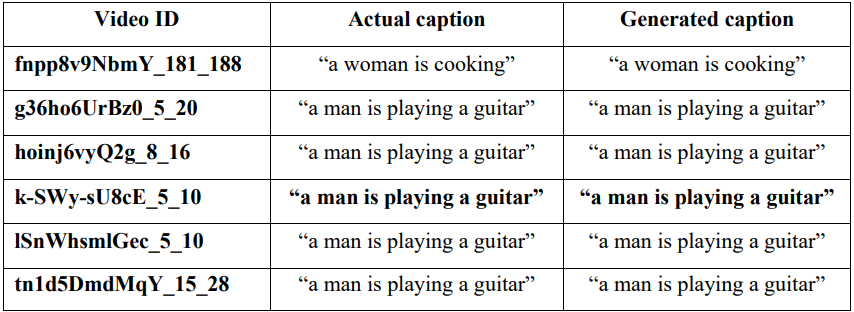 Video ID Actual caption Generated caption
fnpp8v9NbmY_181_188 “a woman is cooking” “a woman is cooking”
g36ho6UrBz0_5_20 “a man is playing a guitar” “a man is playing a guitar”
hoinj6vyQ2g_8_16 “a man is playing a guitar” “a man is playing a guitar”
k-SWy-sU8cE_5_10 “a man is playing a guitar” “a man is playing a guitar”
lSnWhsmlGec_5_10 “a man is playing a guitar” “a man is playing a guitar”
tn1d5DmdMqY_15_28 “a man is playing a guitar” “a man is playing a guitar”